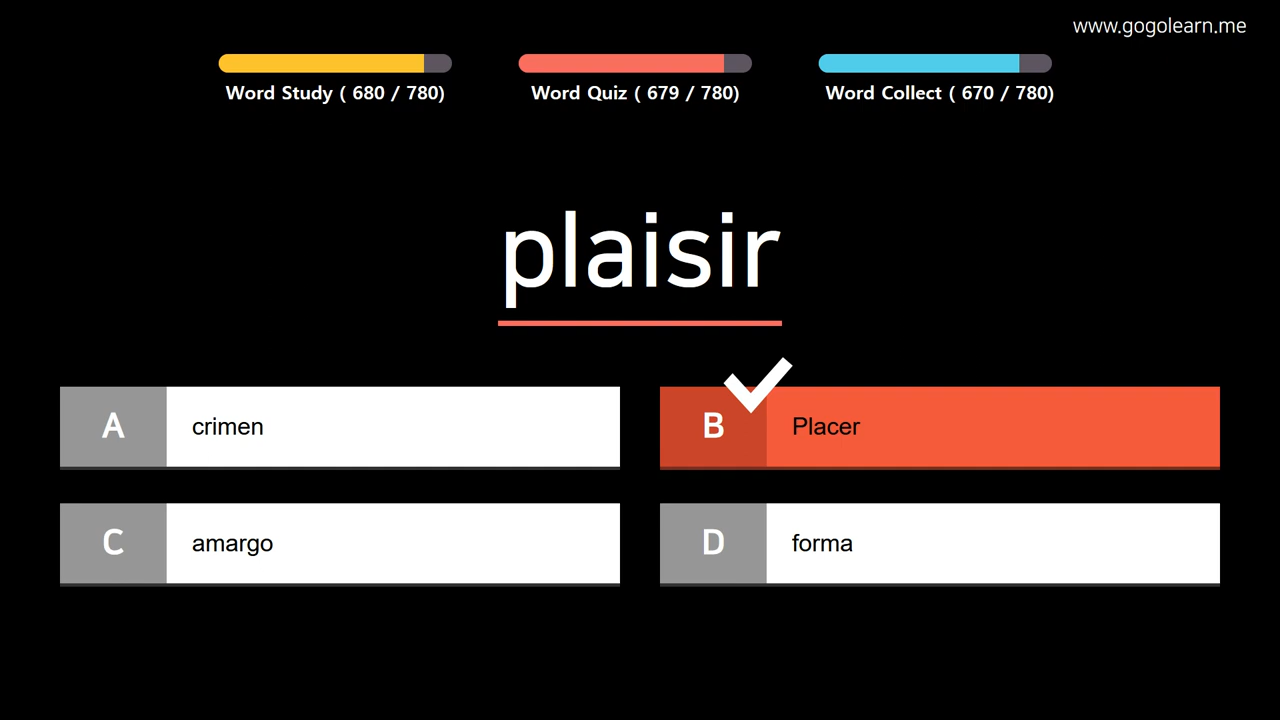 www.gogolearn.me
Word Study ( 680 / 780)
Word Quiz ( 679 / 780)
Word Collect ( 670 / 780)
plaisir
A crimen
B Placer
C amargo
D forma